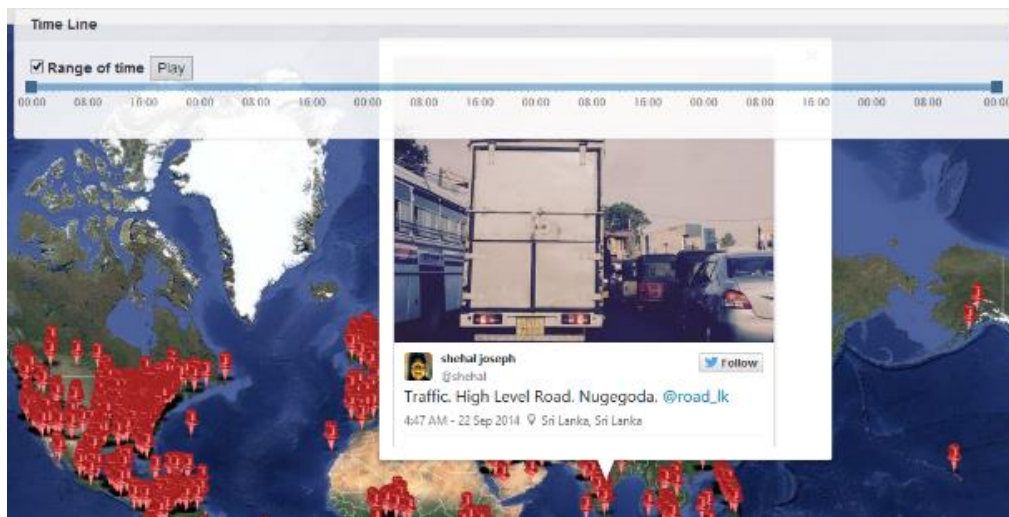 Time Line
Range of time Play
00:00 08:00 16:00 00:00 08:00 16:00 00:00 08:00 16:00 00:00 08:00 16:00 00:00 08:00 16:00 00:00 08:00 00:0
shehal joseph
@shehal
Follow
Traffic. High Level Road. Nugegoda. @road_lk
4:47 AM - 22 Sep 2014 Sri Lanka, Sri Lanka